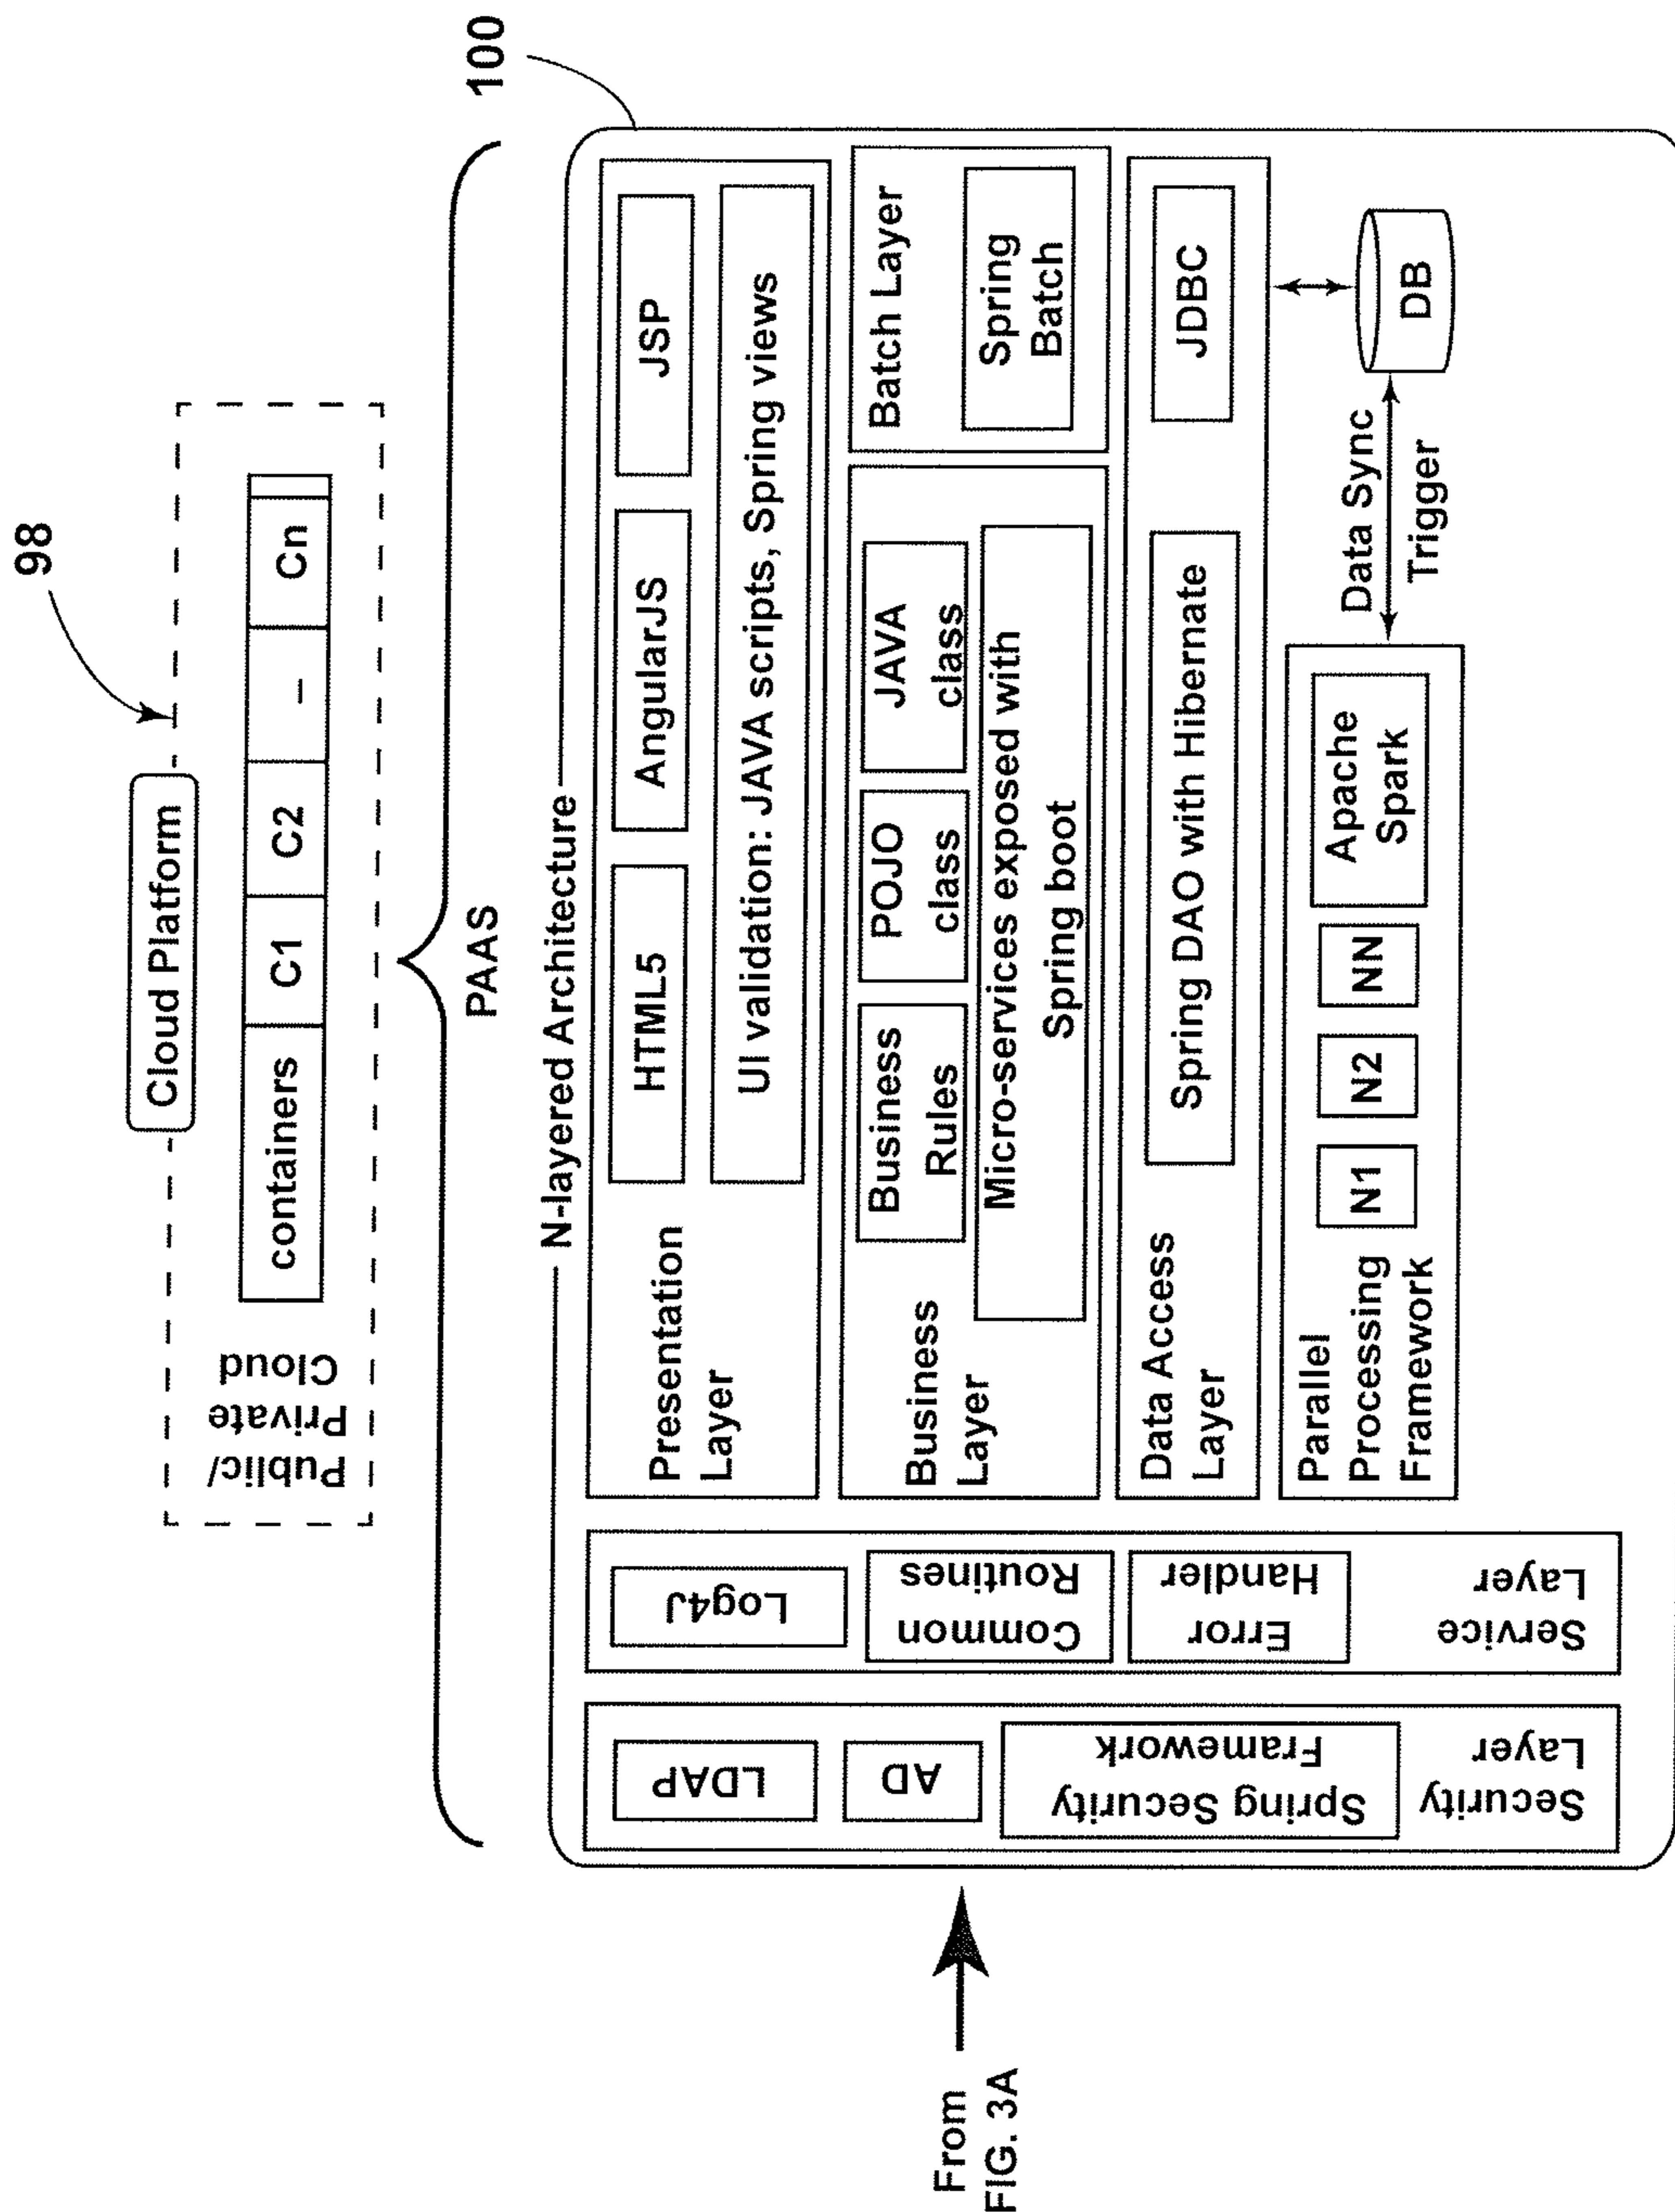 98
Cloud Platform
Public/
Private
Cloud
containers
C1
C2
–
Cn
PAAS
100
N-layered Architecture
From
FIG. 3A
LDAP
AD
Spring Security
Framework
Security
Layer
Log4J
Common
Routines
Error
Handler
Service
Layer
Presentation
Layer
HTML5
AngularJS
JSP
UI validation: JAVA scripts, Spring views
Business
Layer
Business
Rules
POJO
class
JAVA
class
Micro-services exposed with
Spring boot
Batch Layer
Spring
Batch
Data Access
Layer
Spring DAO with Hibernate
JDBC
Parallel
Processing
Framework
N1
N2
NN
Apache
Spark
Data Sync
Trigger
DB